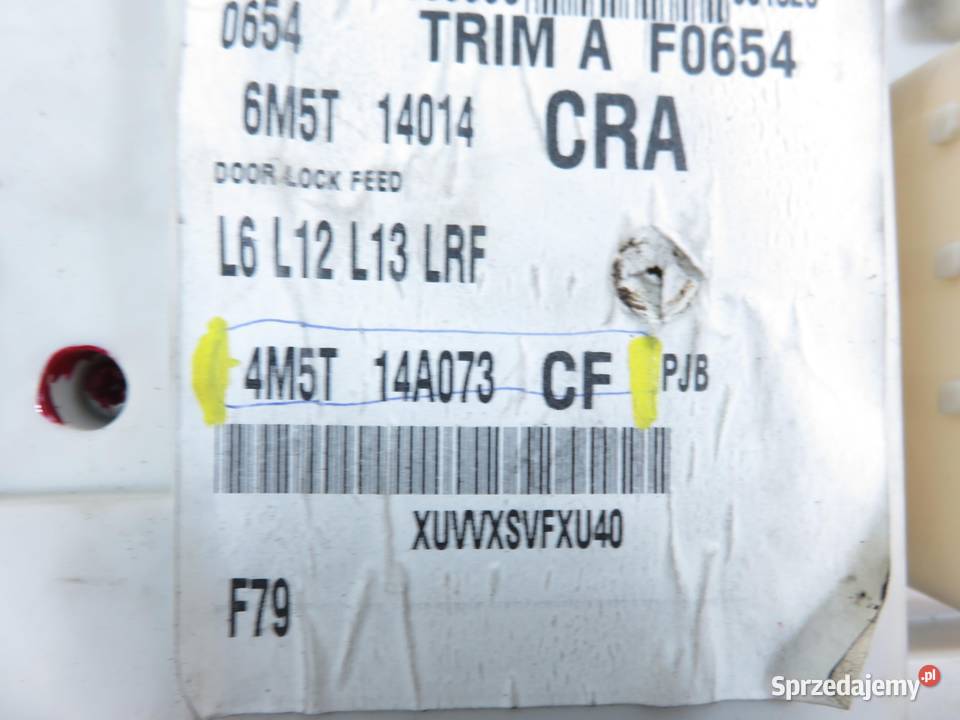 0654 TRIM A F0654
6M5T 14014 CRA
DOOR LOCK FEED
L6 L12 L13 LRF
4M5T 14A073 CF PJB
XUVVXSVFXU40
F79
Sprzedajemy.pl